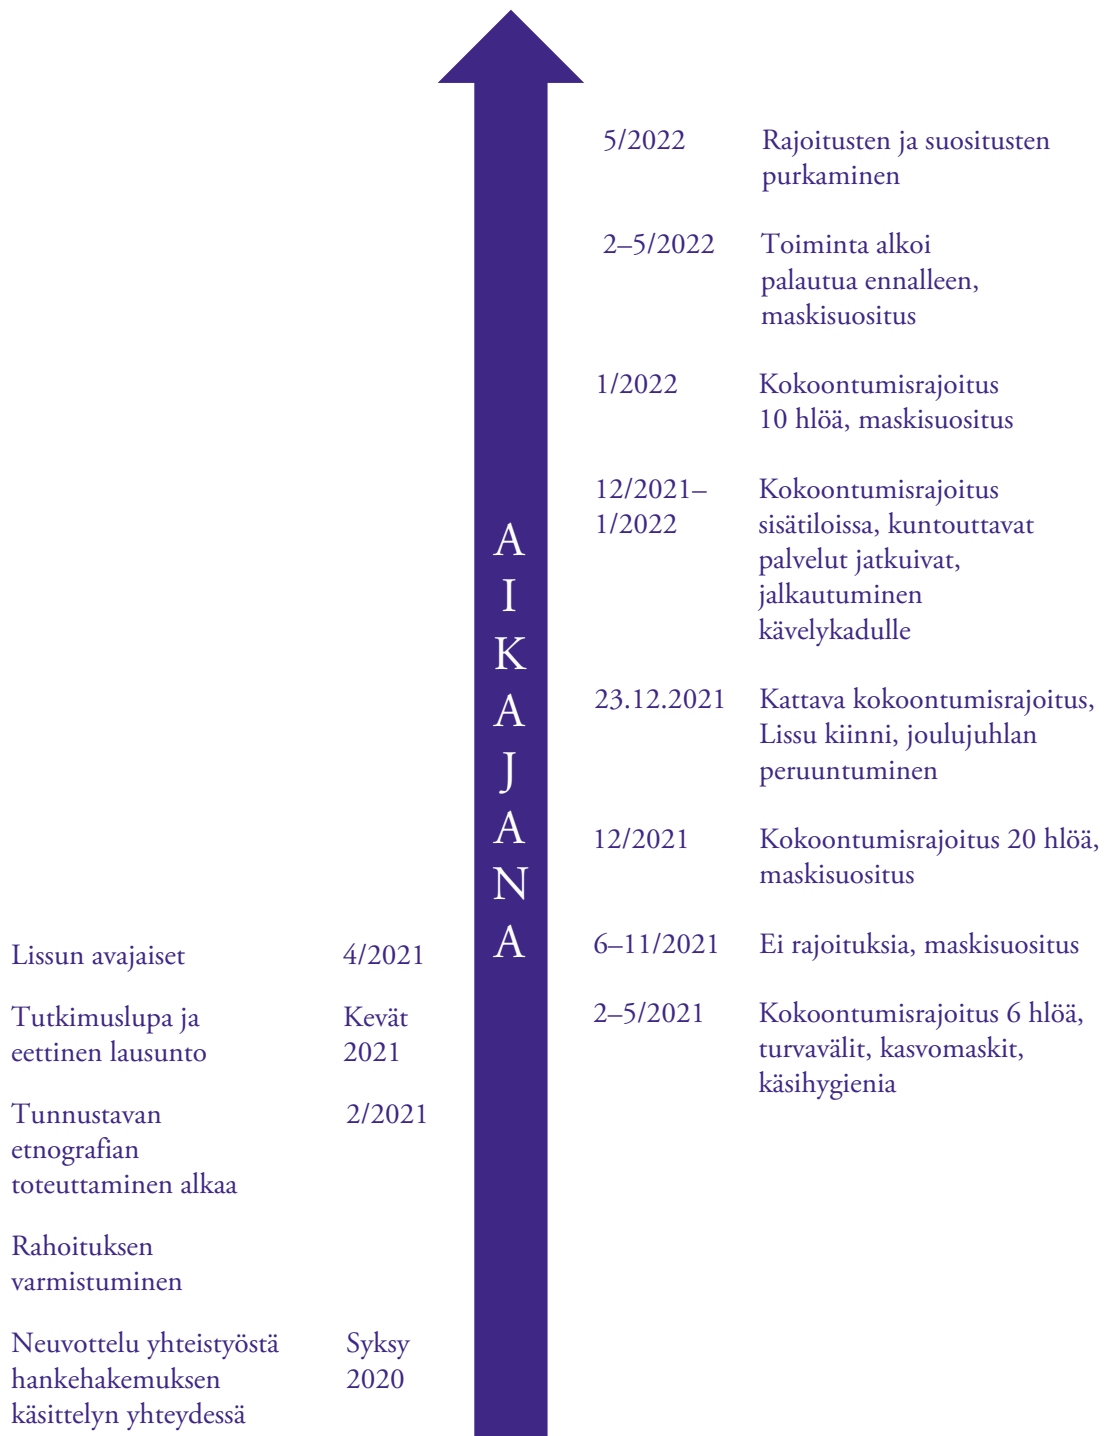 5/2022 Rajoitusten ja suositusten
purkaminen
2–5/2022 Toiminta alkoi
palautua ennalleen,
maskisuositus
1/2022 Kokoontumisrajoitus
10 hlöä, maskisuositus
12/2021– Kokoontumisrajoitus
1/2022 sisätiloissa, kuntouttavat
palvelut jatkuivat,
jalkautuminen
kävelykadulle
23.12.2021 Kattava kokoontumisrajoitus,
Lissu kiinni, joulujuhlan
peruuntuminen
12/2021 Kokoontumisrajoitus 20 hlöä,
maskisuositus
6–11/2021 Ei rajoituksia, maskisuositus
2–5/2021 Kokoontumisrajoitus 6 hlöä,
turvavälit, kasvomaskit,
käsihygienia
AIKAJANA
Lissun avajaiset 4/2021
Tutkimuslupa ja Kevät
eettinen lausunto 2021
Tunnustavan 2/2021
etnografian
toteuttaminen alkaa
Rahoituksen
varmistuminen
Neuvottelu yhteistyöstä Syksy
hankehakemuksen 2020
käsittelyn yhteydessä